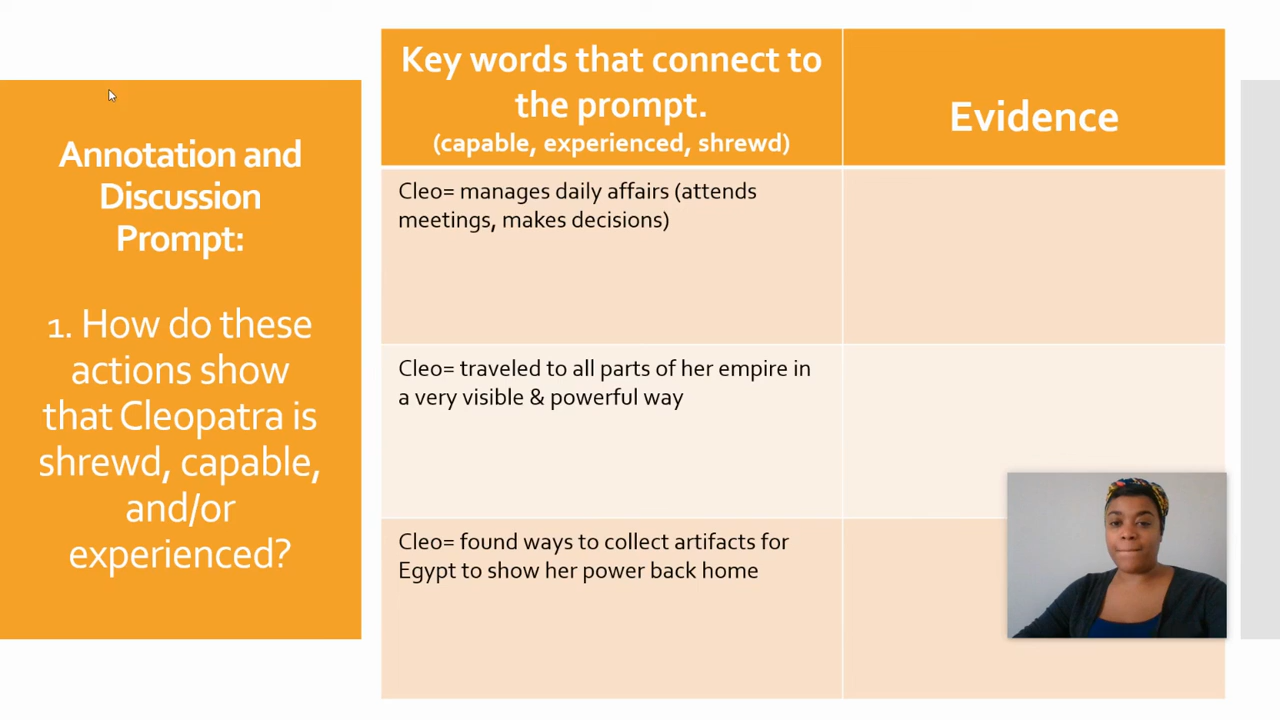 Annotation and
Discussion
Prompt:
1. How do these
actions show
that Cleopatra is
shrewd, capable,
and/or
experienced?
Key words that connect to
the prompt.
(capable, experienced, shrewd)
Evidence
Cleo= manages daily affairs (attends
meetings, makes decisions)
Cleo= traveled to all parts of her empire in
a very visible & powerful way
Cleo= found ways to collect artifacts for
Egypt to show her power back home